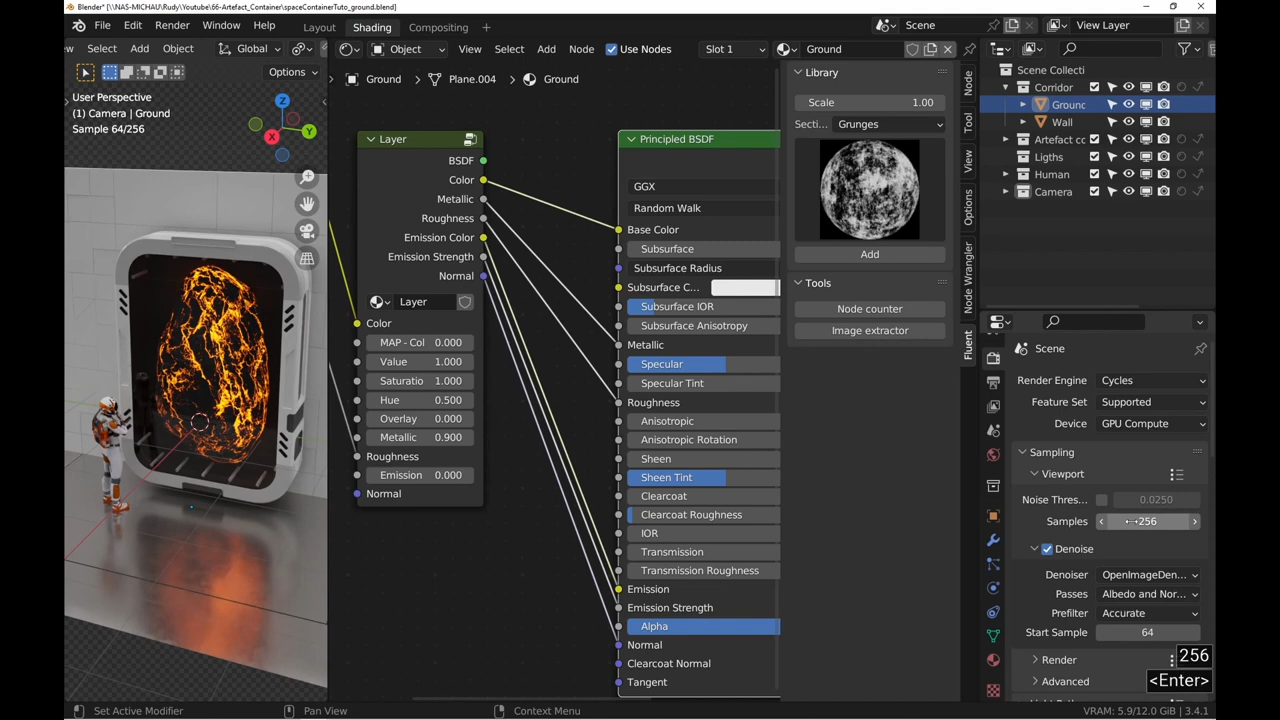 Blender* [\\NAS-MICHAU\Rudy\Youtube\66-Artefact_Container\spaceContainerTuto_ground.blend]
File Edit Render Window Help Layout Shading Compositing + Scene View Layer
Select Add Object Global Object View Select Add Node Use Nodes Slot 1 Ground
Options
User Perspective
(1) Camera | Ground
Sample 64/256
Z
Y
X
Ground > Plane.004 > Ground
Layer
BSDF
Color
Metallic
Roughness
Emission Color
Emission Strength
Normal
Layer
Color
MAP - Col 0.000
Value 1.000
Saturatio 1.000
Hue 0.500
Overlay 0.000
Metallic 0.900
Roughness
Emission 0.000
Normal
Principled BSDF
GGX
Random Walk
Base Color
Subsurface
Subsurface Radius
Subsurface C...
Subsurface IOR
Subsurface Anisotropy
Metallic
Specular
Specular Tint
Roughness
Anisotropic
Anisotropic Rotation
Sheen
Sheen Tint
Clearcoat
Clearcoat Roughness
IOR
Transmission
Transmission Roughness
Emission
Emission Strength
Alpha
Normal
Clearcoat Normal
Tangent
Library
Scale 1.00
Secti... Grunges
Add
Tools
Node counter
Image extractor
Node
Tool
View
Options
Node Wrangler
Fluent
Scene Collecti
Corridor
Grounc
Wall
Artefact cc
Ligths
Human
Camera
Scene
Render Engine Cycles
Feature Set Supported
Device GPU Compute
Sampling
Viewport
Noise Thres... 0.0250
Samples 256
Denoise
Denoiser OpenImageDen...
Passes Albedo and Nor...
Prefilter Accurate
Start Sample 64
Render
Advanced
256
<Enter>
Set Active Modifier Pan View Context Menu VRAM: 5.9/12.0 GiB | 3.4.1